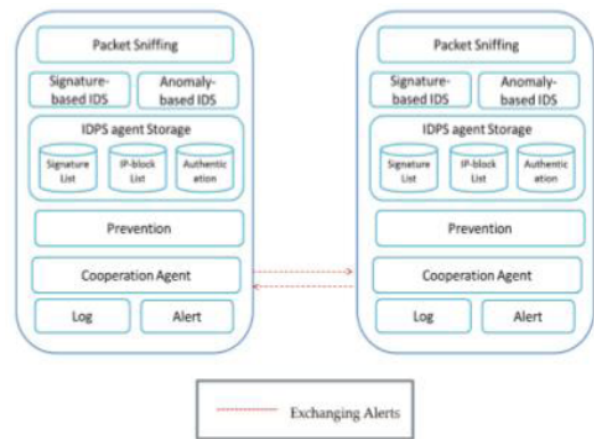 Packet Sniffing
Signature-
based IDS
Anomaly-
based IDS
IDPS agent Storage
Signature
List
IP-block
List
Authentic
ation
Prevention
Cooperation Agent
Log
Alert
Packet Sniffing
Signature-
based IDS
Anomaly-
based IDS
IDPS agent Storage
Signature
List
IP-block
List
Authentic
ation
Prevention
Cooperation Agent
Log
Alert
Exchanging Alerts